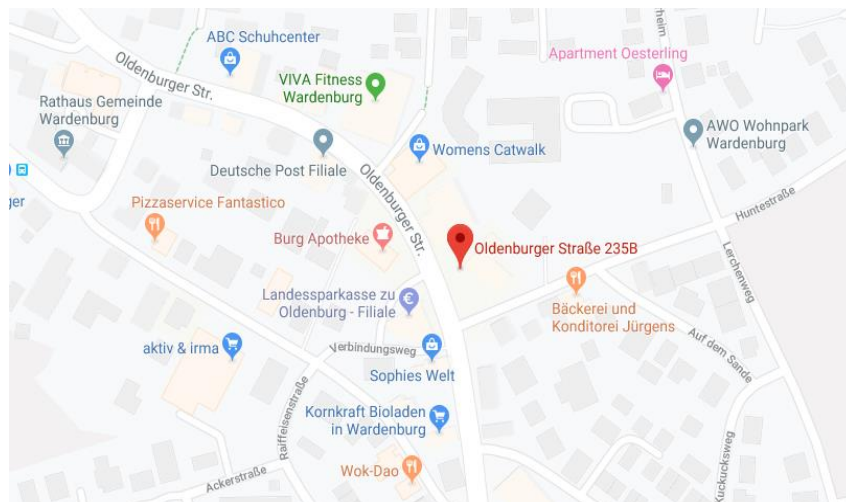 ABC Schuhcenter
Oldenburger Str.
VIVA Fitness
Wardenburg
Apartment Oesterling
rheim
Rathaus Gemeinde
Wardenburg
Deutsche Post Filiale
Womens Catwalk
AWO Wohnpark
Wardenburg
ger
Pizzaservice Fantastico
Oldenburger Str.
Huntestraße
Burg Apotheke
Oldenburger Straße 235B
Lerchenweg
Landessparkasse zu
Oldenburg - Filiale
Bäckerei und
Konditorei Jürgens
aktiv & irma
Verbindungsweg
Auf dem Sande
Sophies Welt
Raiffeisenstraße
Kornkraft Bioladen
in Wardenburg
Kuckucksweg
Wok-Dao
Ackerstraße